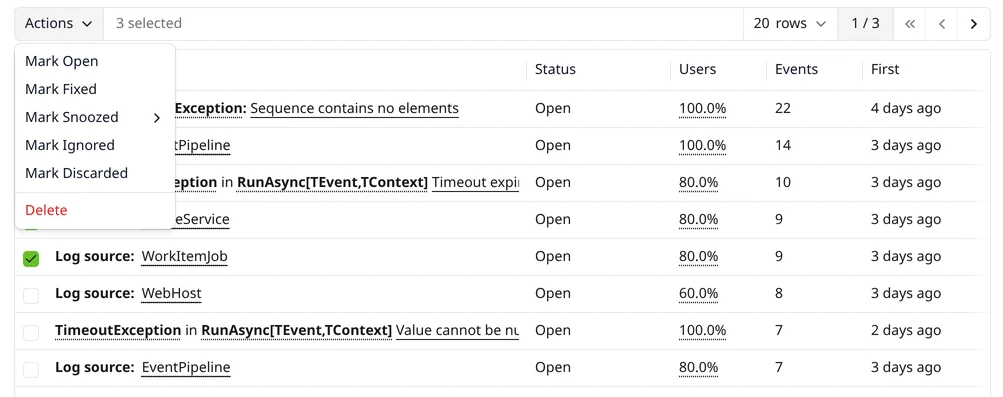 Actions 3 selected 20 rows 1 / 3
Mark Open
Mark Fixed
Mark Snoozed
Mark Ignored
Mark Discarded
Delete
Status Users Events First
Exception: Sequence contains no elements Open 100.0% 22 4 days ago
tPipeline Open 100.0% 14 3 days ago
eption in RunAsync[TEvent,TContext] Timeout expi Open 80.0% 10 3 days ago
eService Open 80.0% 9 3 days ago
Log source: WorkItemJob Open 80.0% 9 3 days ago
Log source: WebHost Open 60.0% 8 3 days ago
TimeoutException in RunAsync[TEvent,TContext] Value cannot be nu Open 100.0% 7 2 days ago
Log source: EventPipeline Open 80.0% 7 3 days ago